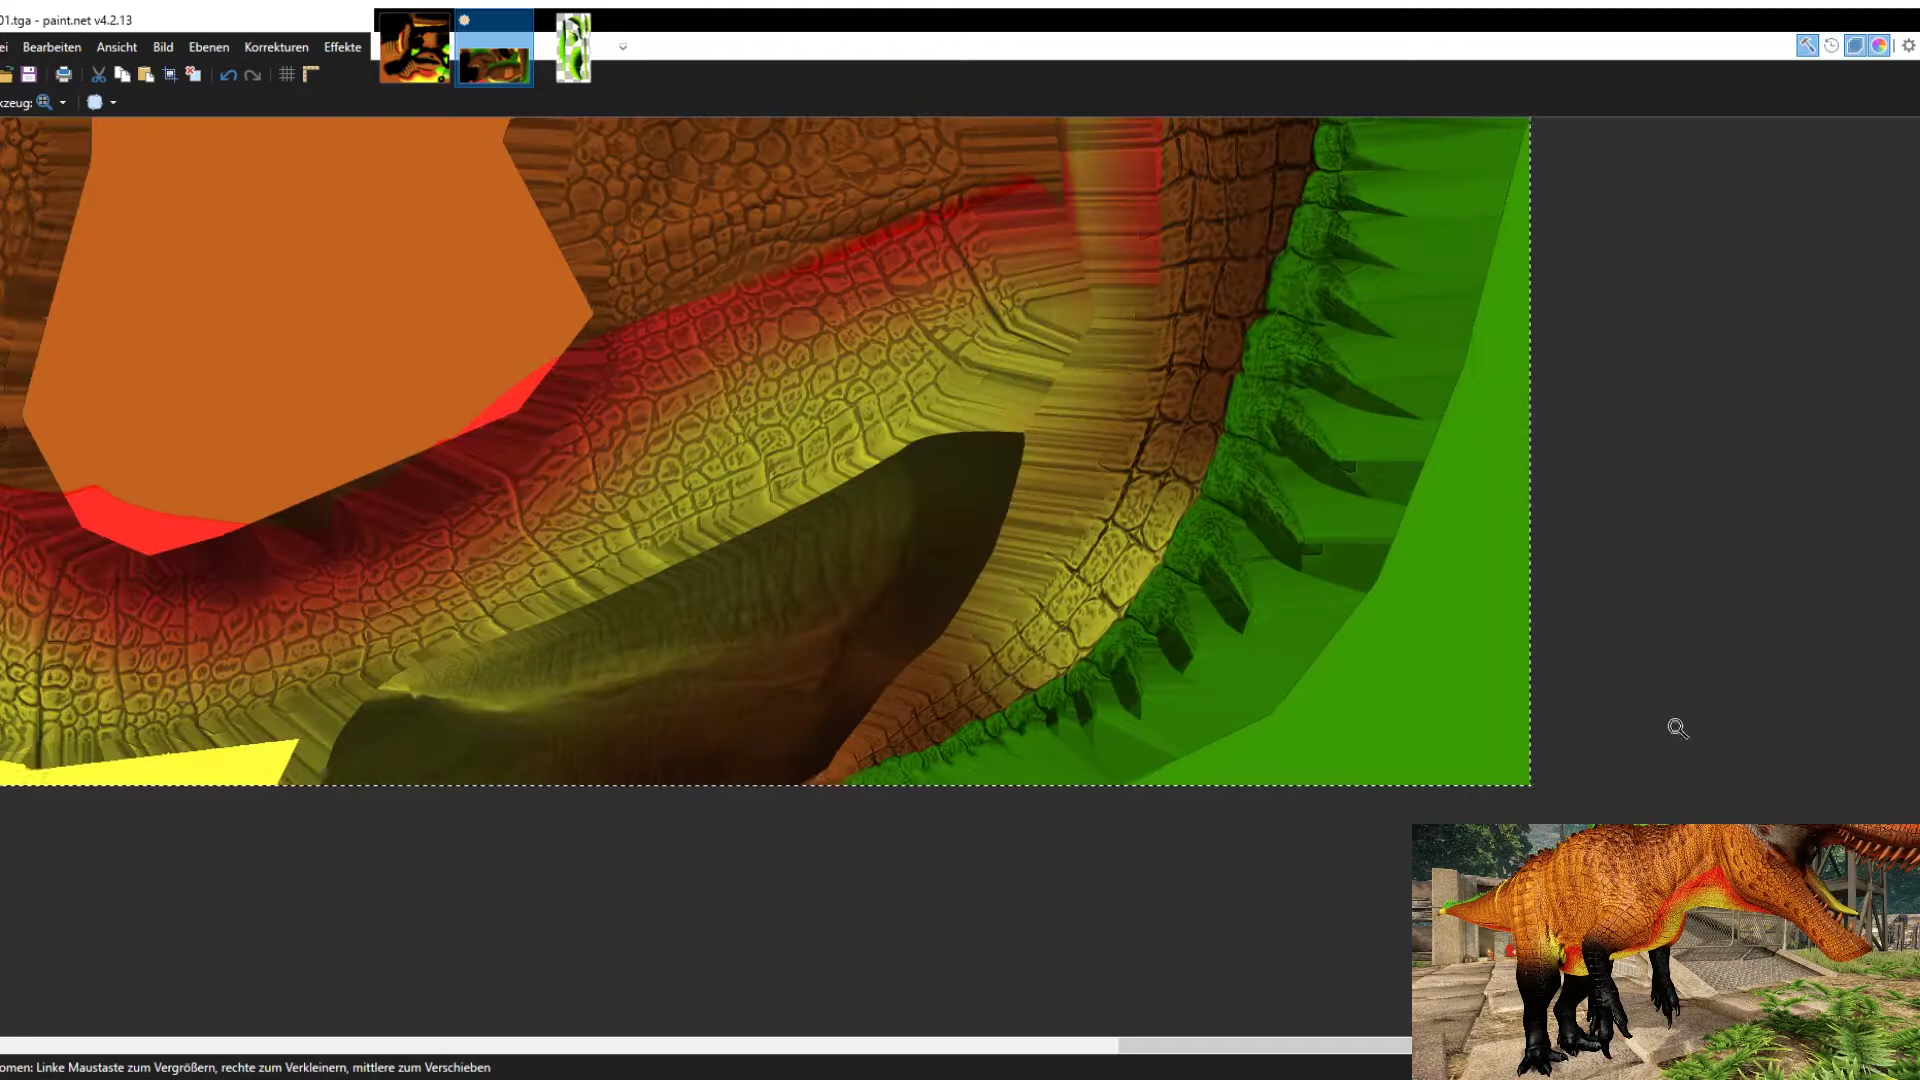 01.tga - paint.net v4.2.13
ei Bearbeiten Ansicht Bild Ebenen Korrekturen Effekte
kzeug:
omen: Linke Maustaste zum Vergrößern, rechte zum Verkleinern, mittlere zum Verschieben